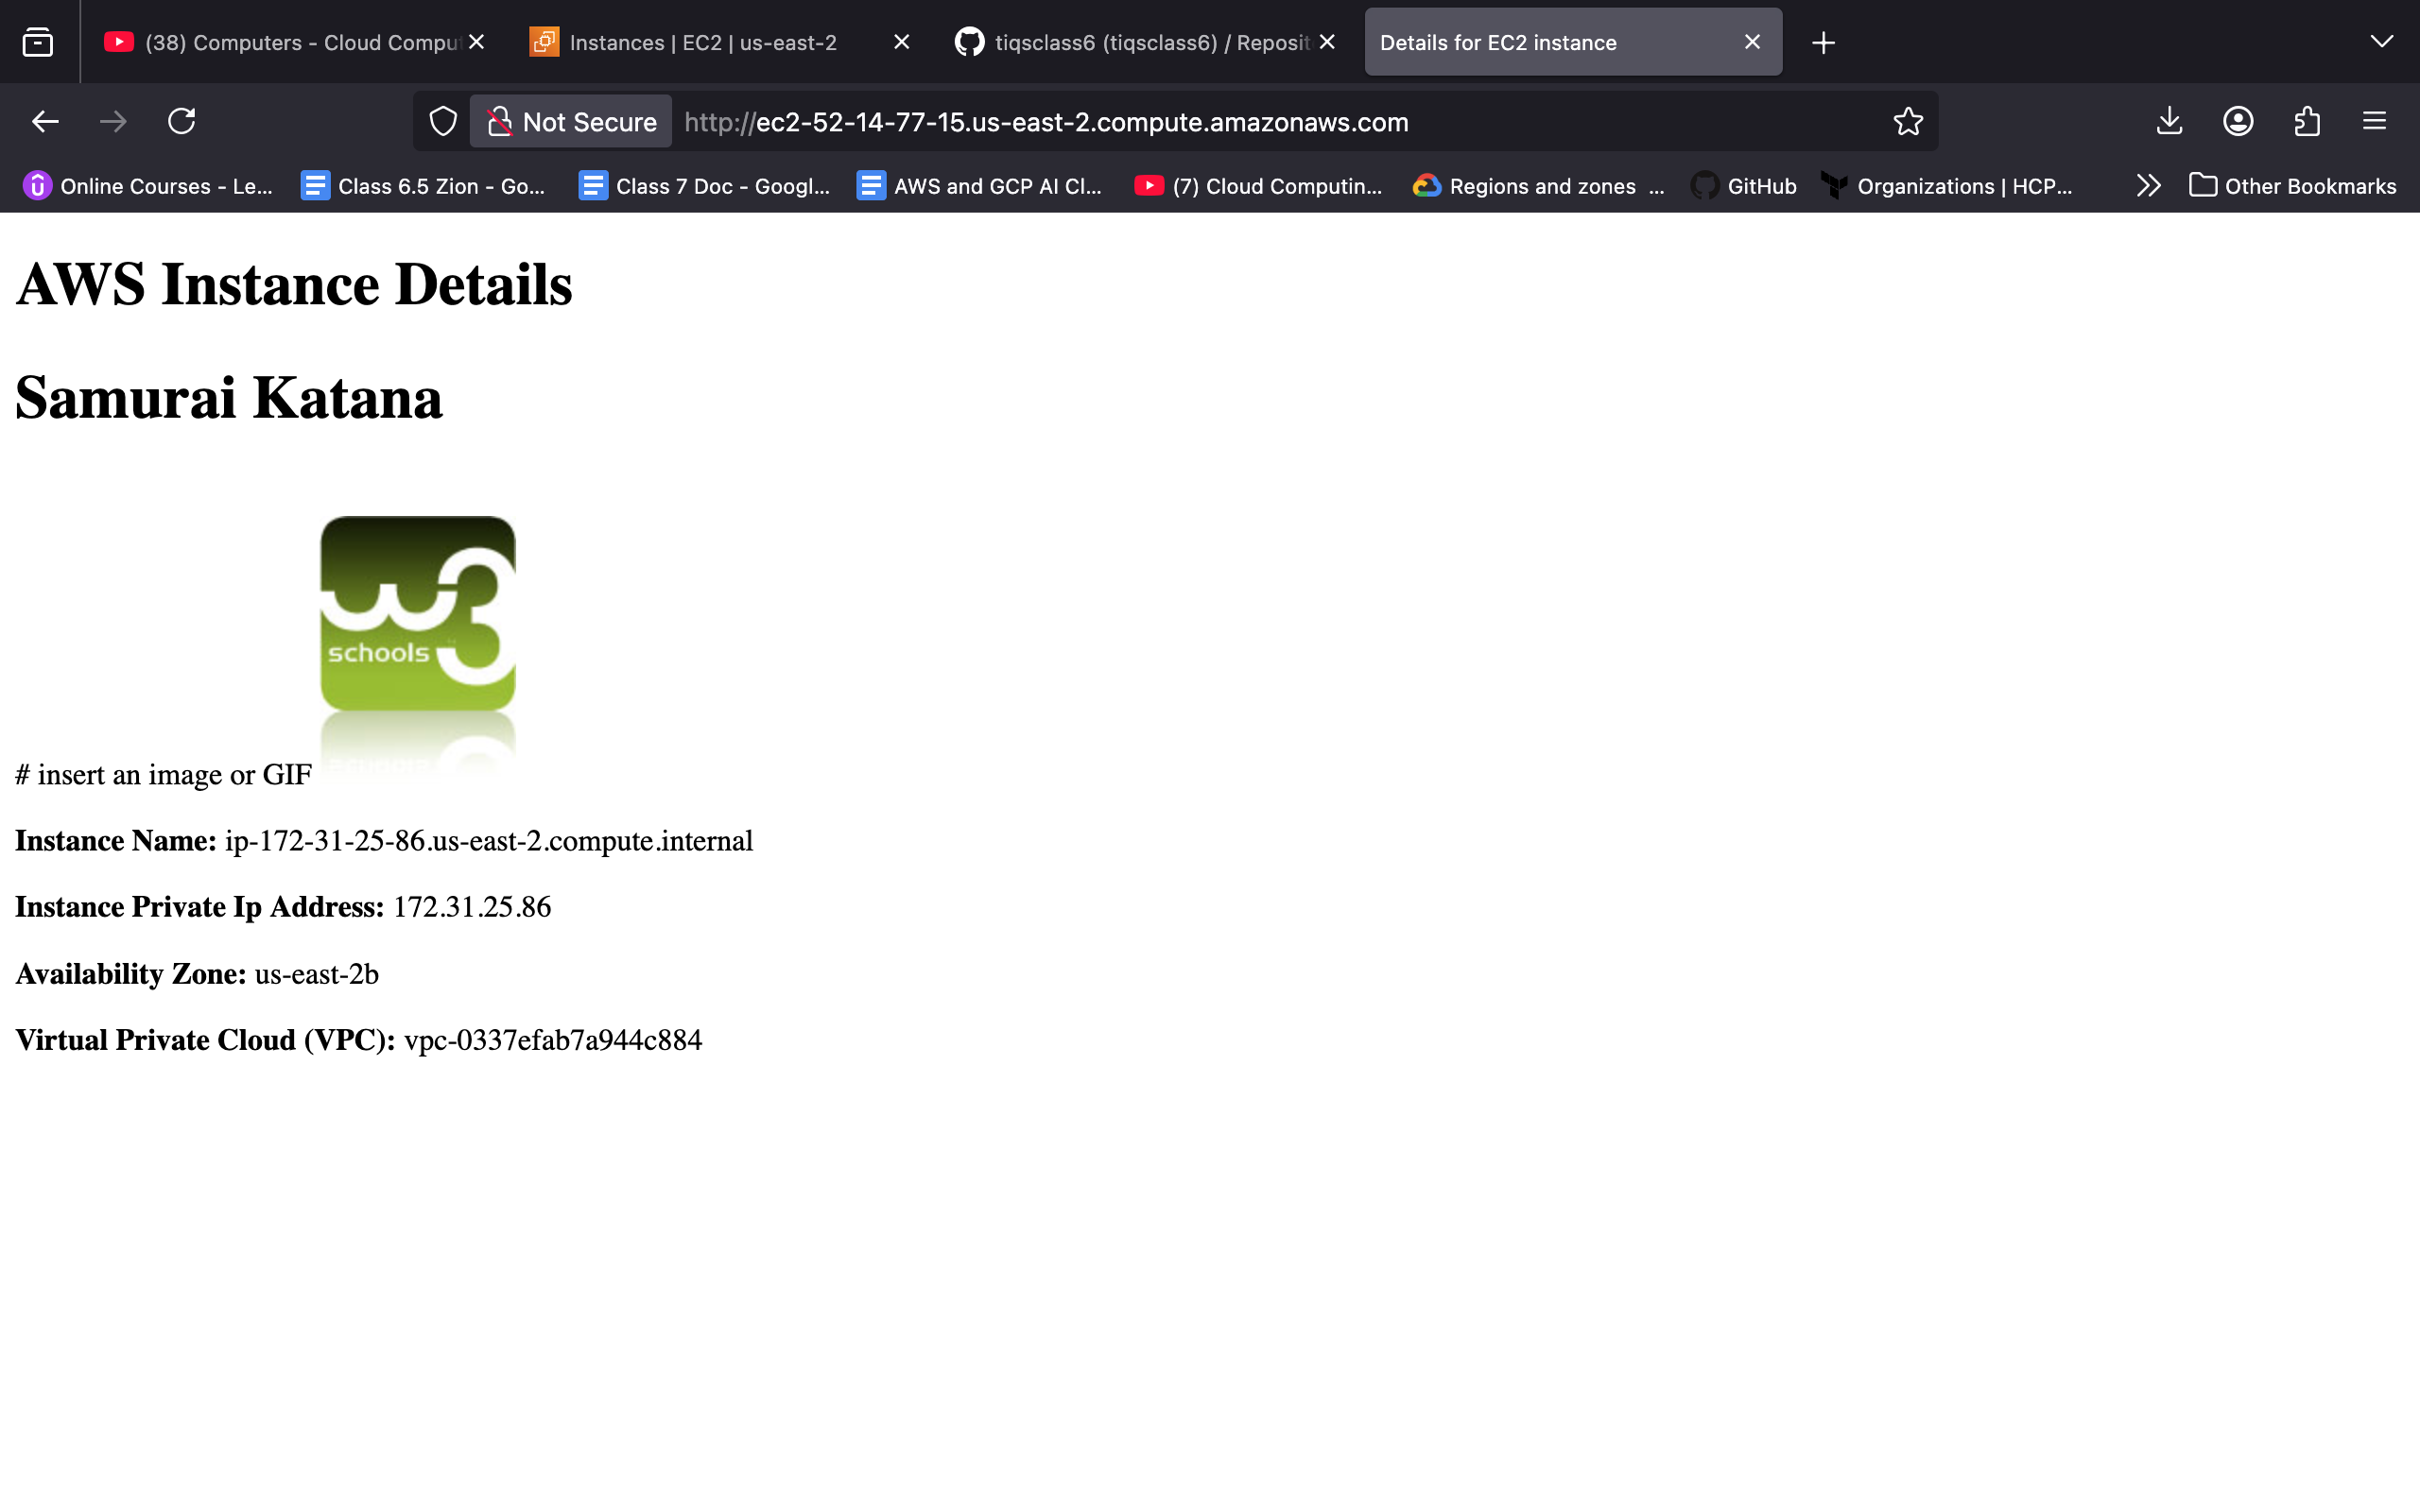 (38) Computers - Cloud Comput
Instances | EC2 | us-east-2
tiqsclass6 (tiqsclass6) / Reposit
Details for EC2 instance
Not Secure
http://ec2-52-14-77-15.us-east-2.compute.amazonaws.com
Online Courses - Le...
Class 6.5 Zion - Go...
Class 7 Doc - Googl...
AWS and GCP AI Cl...
(7) Cloud Computin...
Regions and zones ...
GitHub
Organizations | HCP...
Other Bookmarks
AWS Instance Details
Samurai Katana
w3
schools
# insert an image or GIF
Instance Name: ip-172-31-25-86.us-east-2.compute.internal
Instance Private Ip Address: 172.31.25.86
Availability Zone: us-east-2b
Virtual Private Cloud (VPC): vpc-0337efab7a944c884